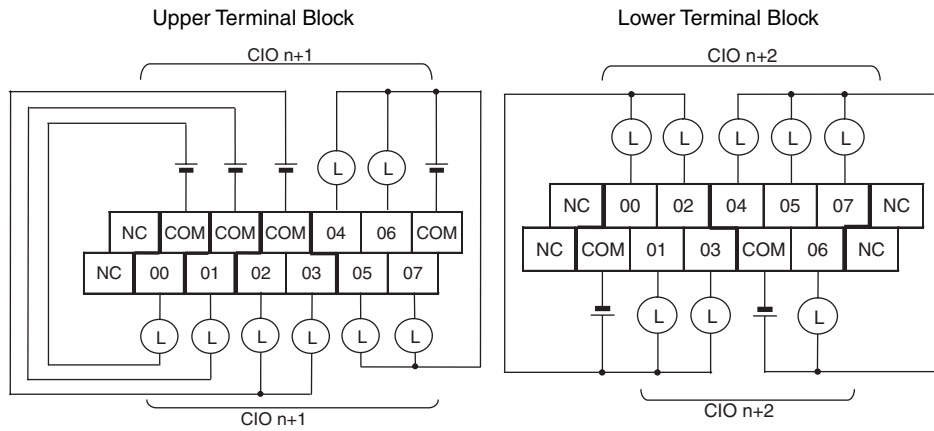 Upper Terminal Block
Lower Terminal Block
CIO n+1
CIO n+2
L L
L L L L L
NC COM COM COM 04 06 COM
NC 00 01 02 03 05 07
NC 00 02 04 05 07 NC
NC COM 01 03 COM 06 NC
L L L L L L
L L L
CIO n+1
CIO n+2